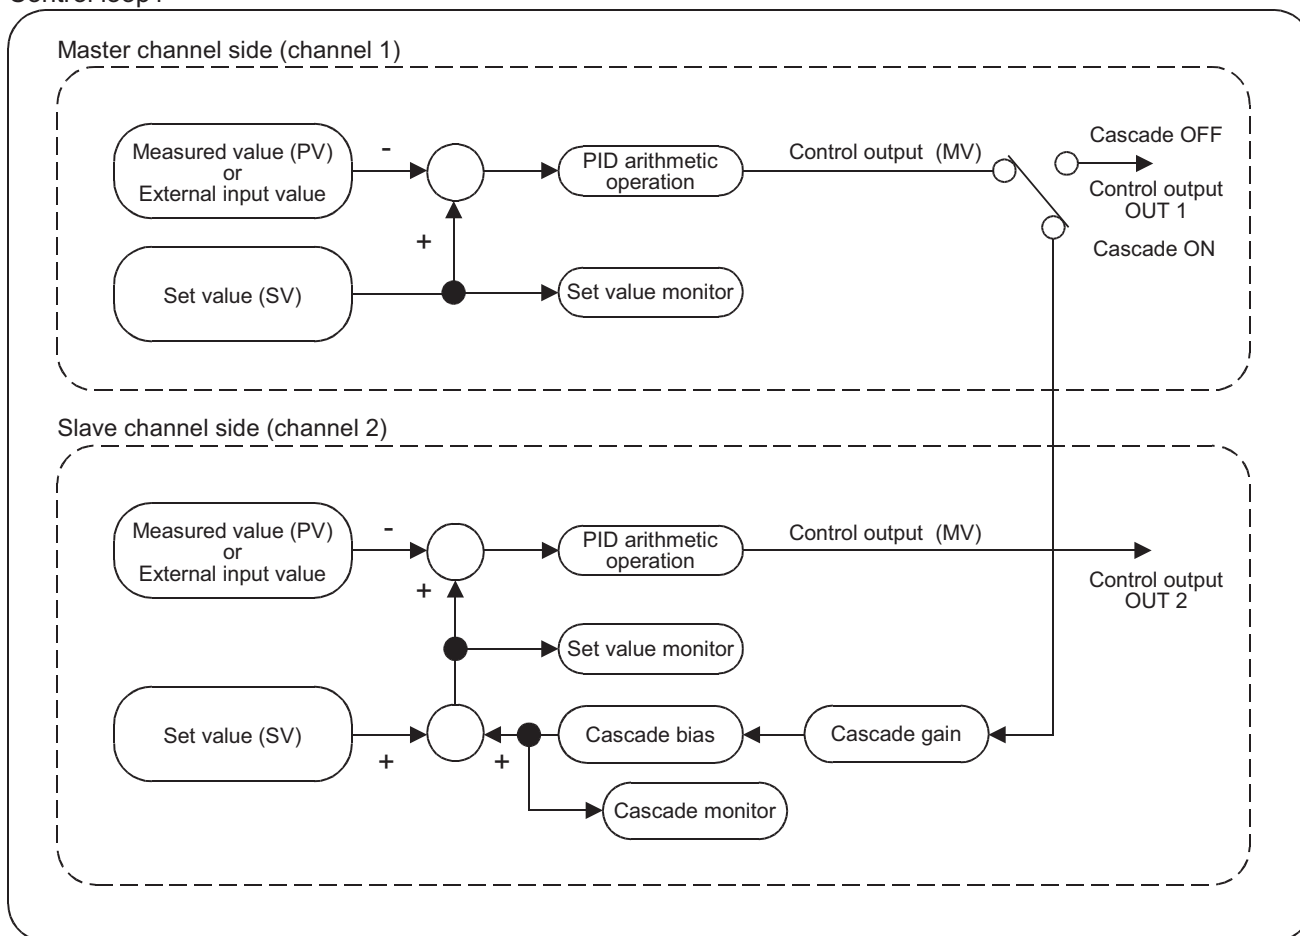 Master channel side (channel 1)
Measured value (PV)
or
External input value
-
+
Set value (SV)
PID arithmetic
operation
Set value monitor
Control output (MV)
Cascade OFF
Control output
OUT 1
Cascade ON
Slave channel side (channel 2)
Measured value (PV)
or
External input value
-
+
PID arithmetic
operation
Control output (MV)
Control output
OUT 2
Set value monitor
Set value (SV)
+
+
Cascade bias
Cascade gain
Cascade monitor